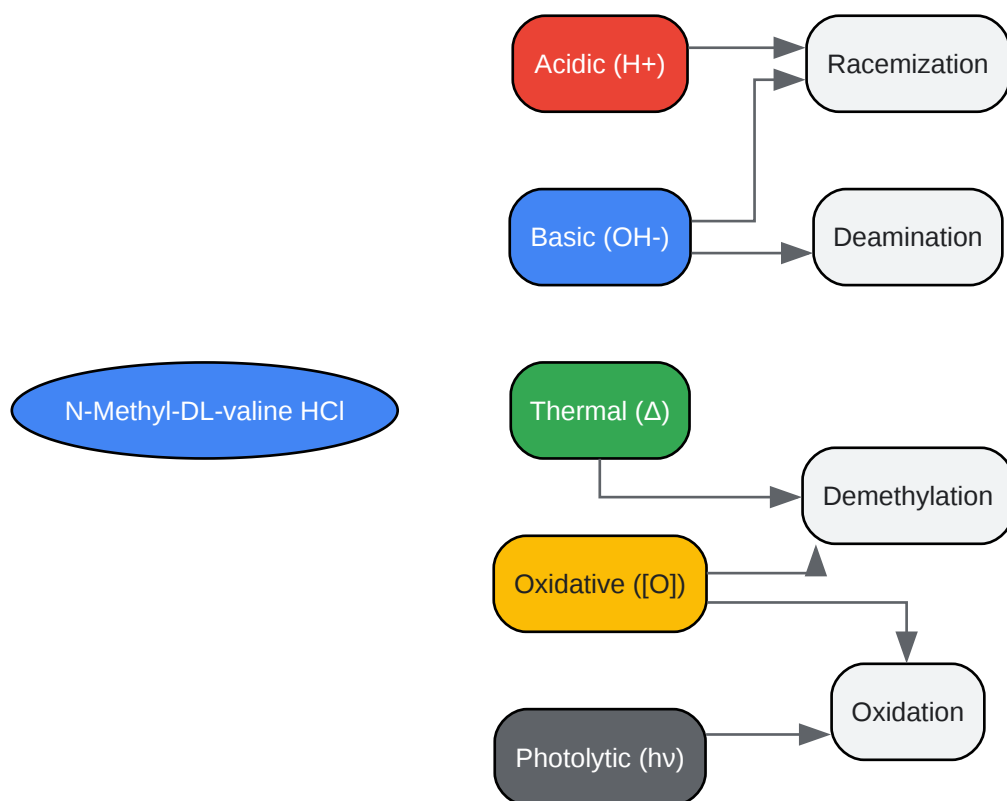 Acidic (H+)
Racemization
Basic (OH-)
Deamination
N-Methyl-DL-valine HCl
Thermal (Δ)
Demethylation
Oxidative ([O])
Oxidation
Photolytic (hν)